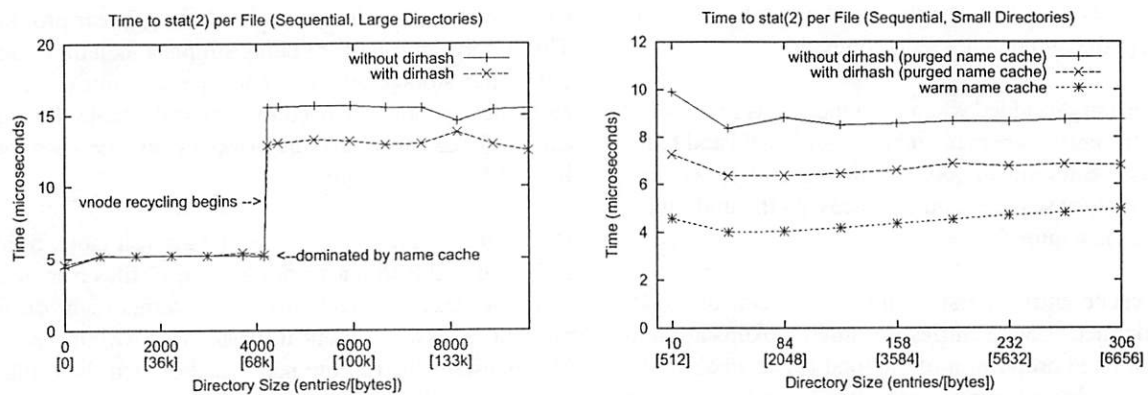 Time to stat(2) per File (Sequential, Large Directories)
20
15
10
5
0
Time (microseconds)
without dirhash
with dirhash
vnode recycling begins -->
<--dominated by name cache
0 2000 4000 6000 8000
[0] [36k] [68k] [100k] [133k]
Directory Size (entries/[bytes])
Time to stat(2) per File (Sequential, Small Directories)
12
10
8
6
4
2
0
Time (microseconds)
without dirhash (purged name cache)
with dirhash (purged name cache)
warm name cache
10 84 158 232 306
[512] [2048] [3584] [5632] [6656]
Directory Size (entries/[bytes])